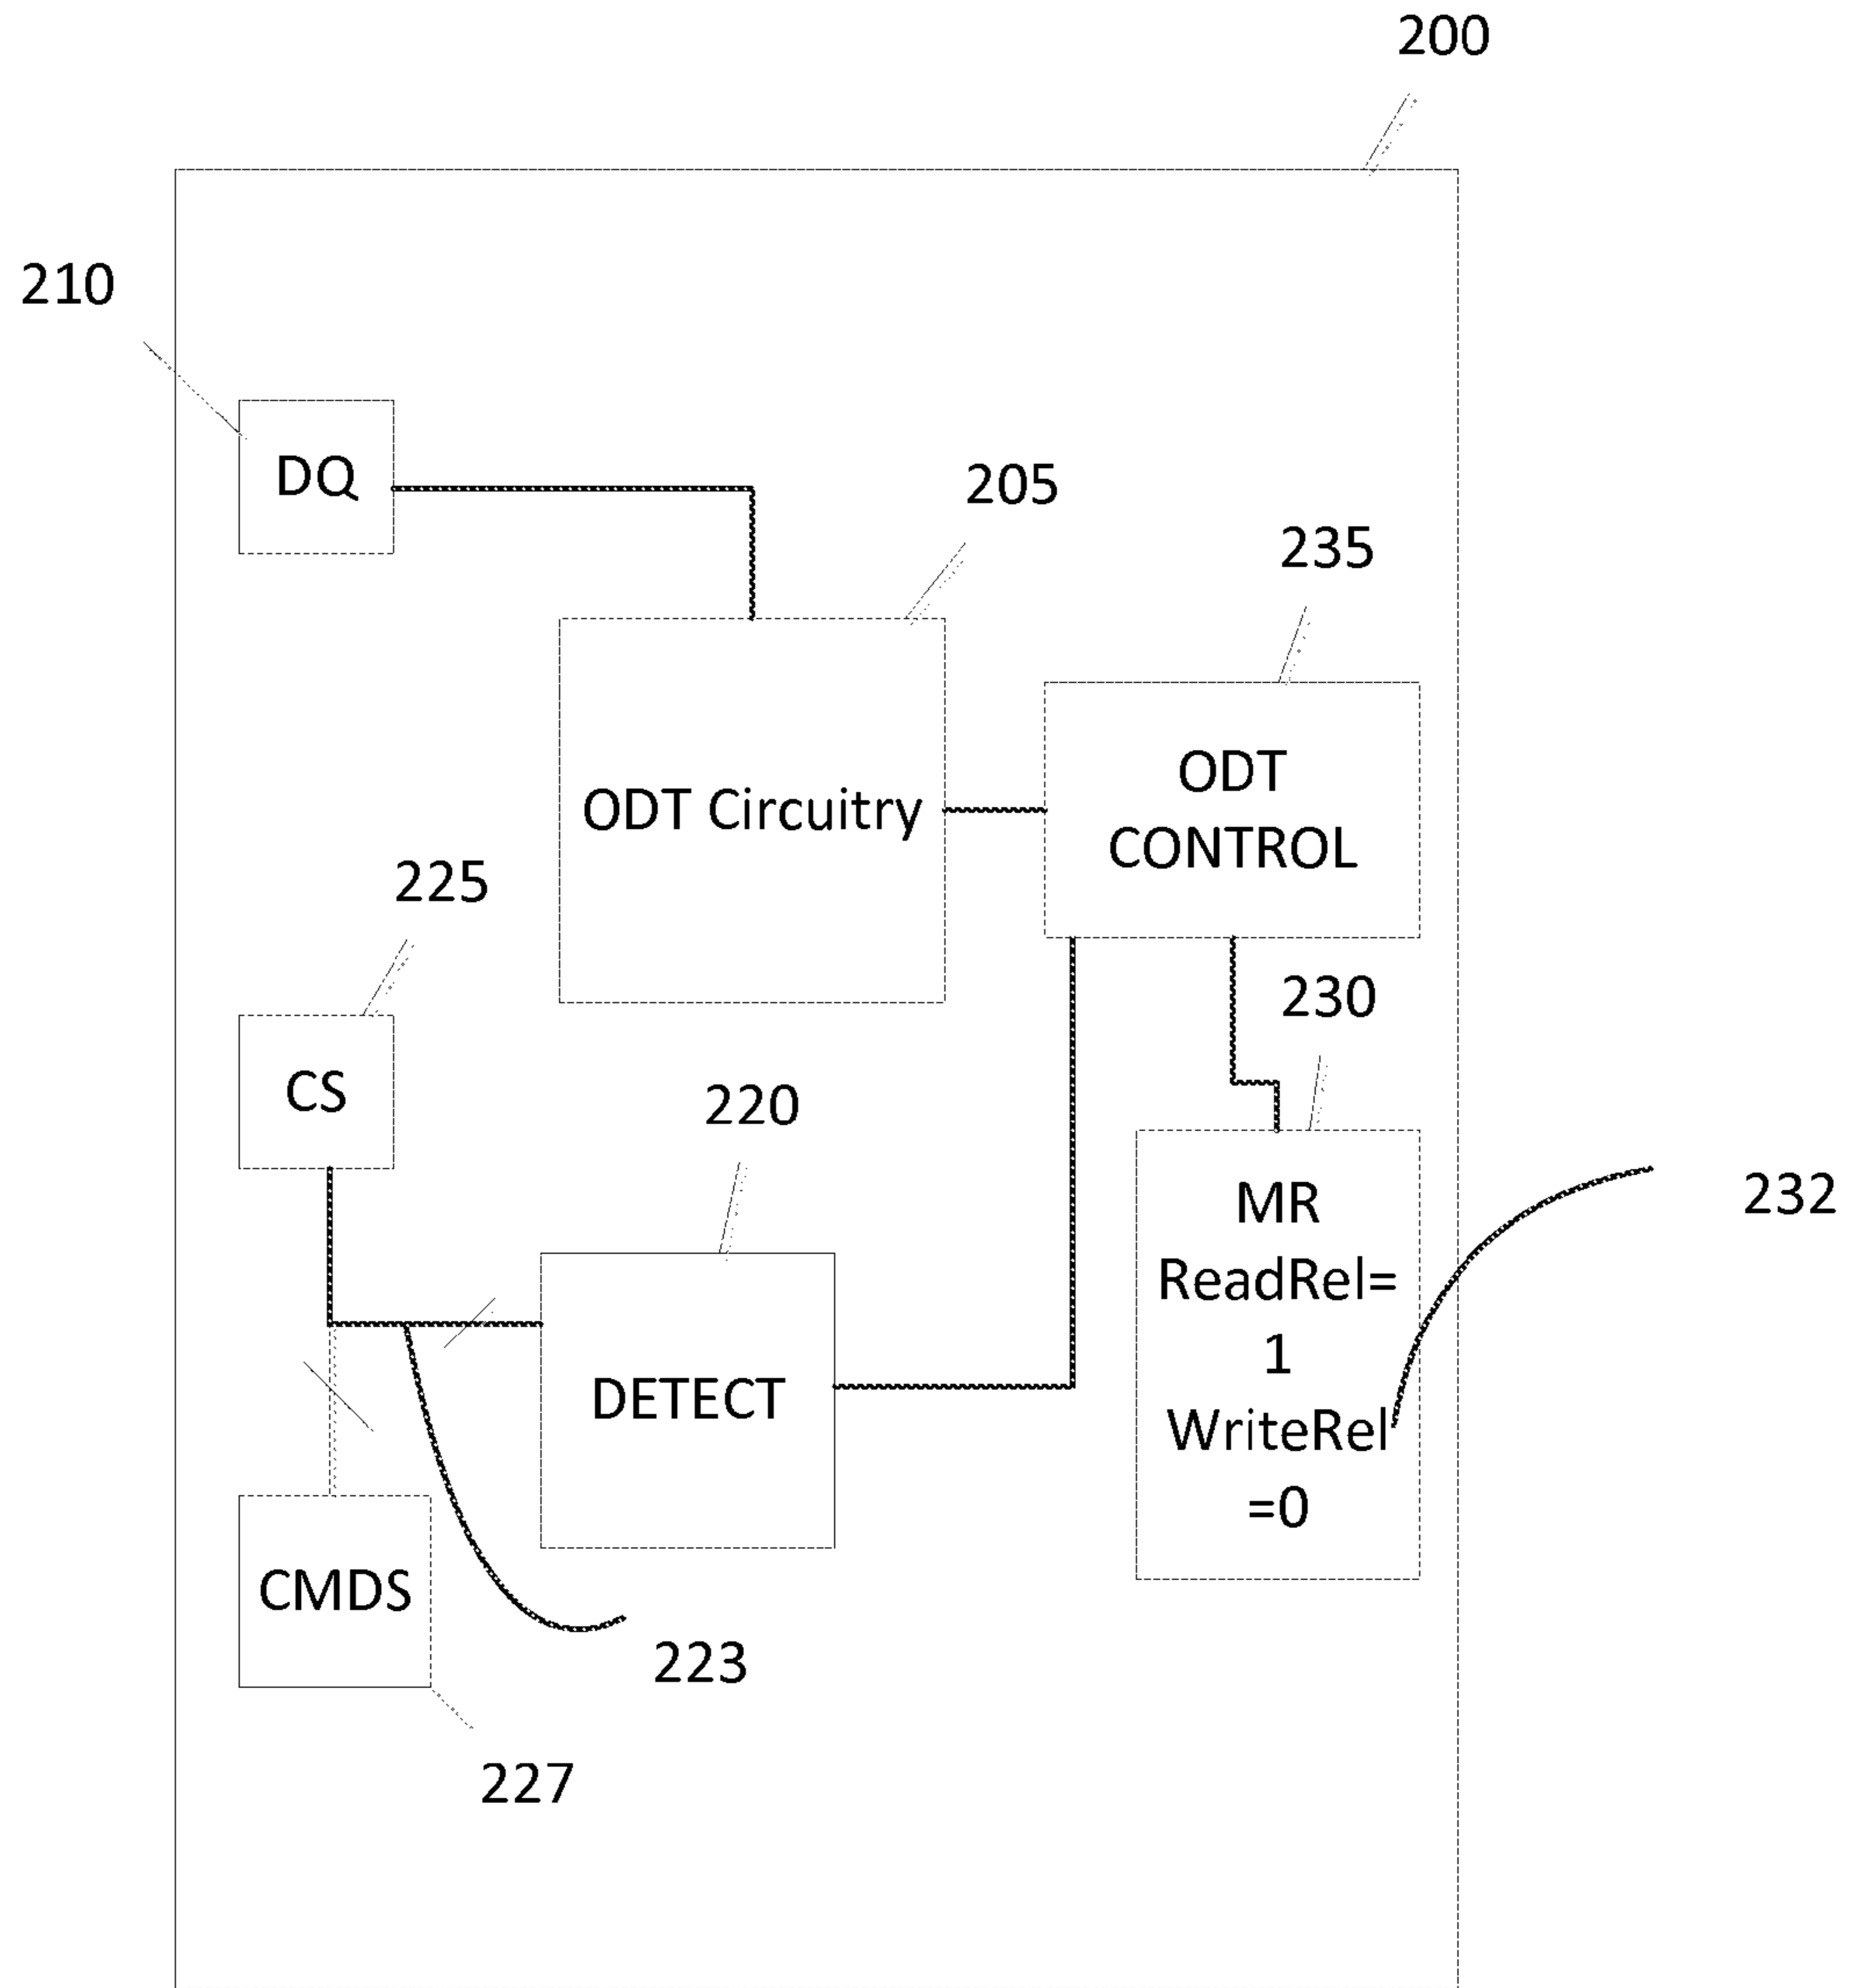 200
210
DQ
205
235
ODT Circuitry
ODT
CONTROL
225
230
CS
220
MR
ReadRel=
1
WriteRel
=0
232
DETECT
CMDS
223
227